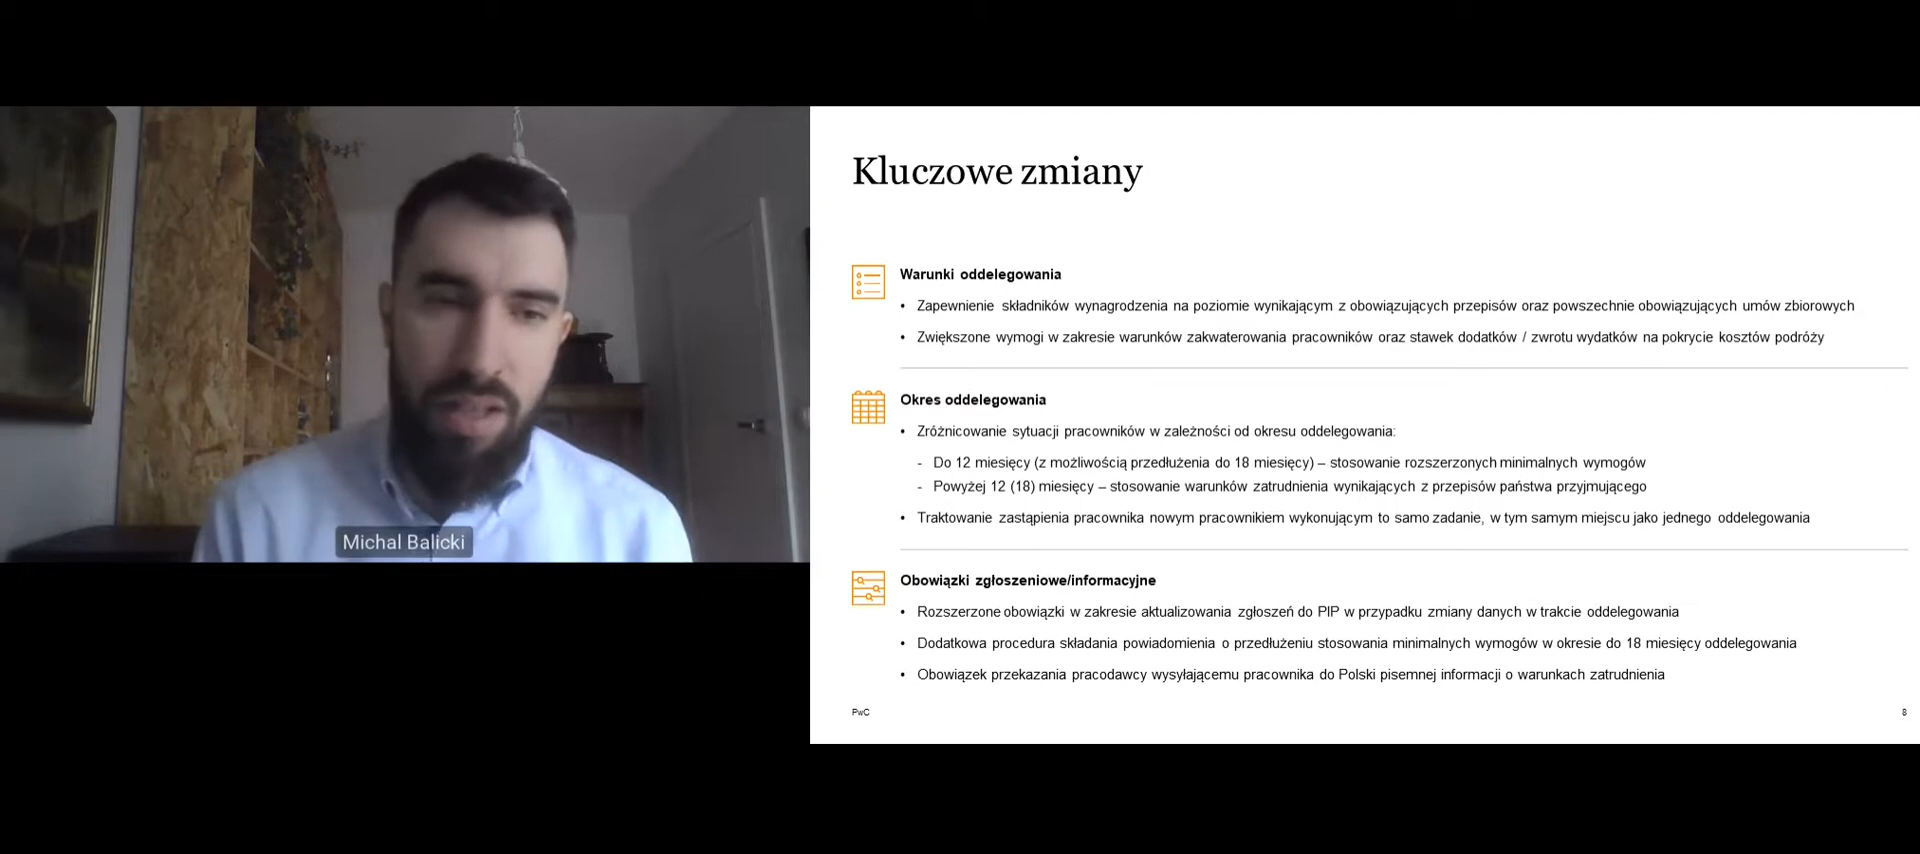 Michal Balicki
Kluczowe zmiany
Warunki oddelegowania
• Zapewnienie składników wynagrodzenia na poziomie wynikającym z obowiązujących przepisów oraz powszechnie obowiązujących umów zbiorowych
• Zwiększone wymogi w zakresie warunków zakwaterowania pracowników oraz stawek dodatków / zwrotu wydatków na pokrycie kosztów podróży
Okres oddelegowania
• Zróżnicowanie sytuacji pracowników w zależności od okresu oddelegowania:
- Do 12 miesięcy (z możliwością przedłużenia do 18 miesięcy) – stosowanie rozszerzonych minimalnych wymogów
- Powyżej 12 (18) miesięcy – stosowanie warunków zatrudnienia wynikających z przepisów państwa przyjmującego
• Traktowanie zastąpienia pracownika nowym pracownikiem wykonującym to samo zadanie, w tym samym miejscu jako jednego oddelegowania
Obowiązki zgłoszeniowe/informacyjne
• Rozszerzone obowiązki w zakresie aktualizowania zgłoszeń do PIP w przypadku zmiany danych w trakcie oddelegowania
• Dodatkowa procedura składania powiadomienia o przedłużeniu stosowania minimalnych wymogów w okresie do 18 miesięcy oddelegowania
• Obowiązek przekazania pracodawcy wysyłającemu pracownika do Polski pisemnej informacji o warunkach zatrudnienia
PwC
8